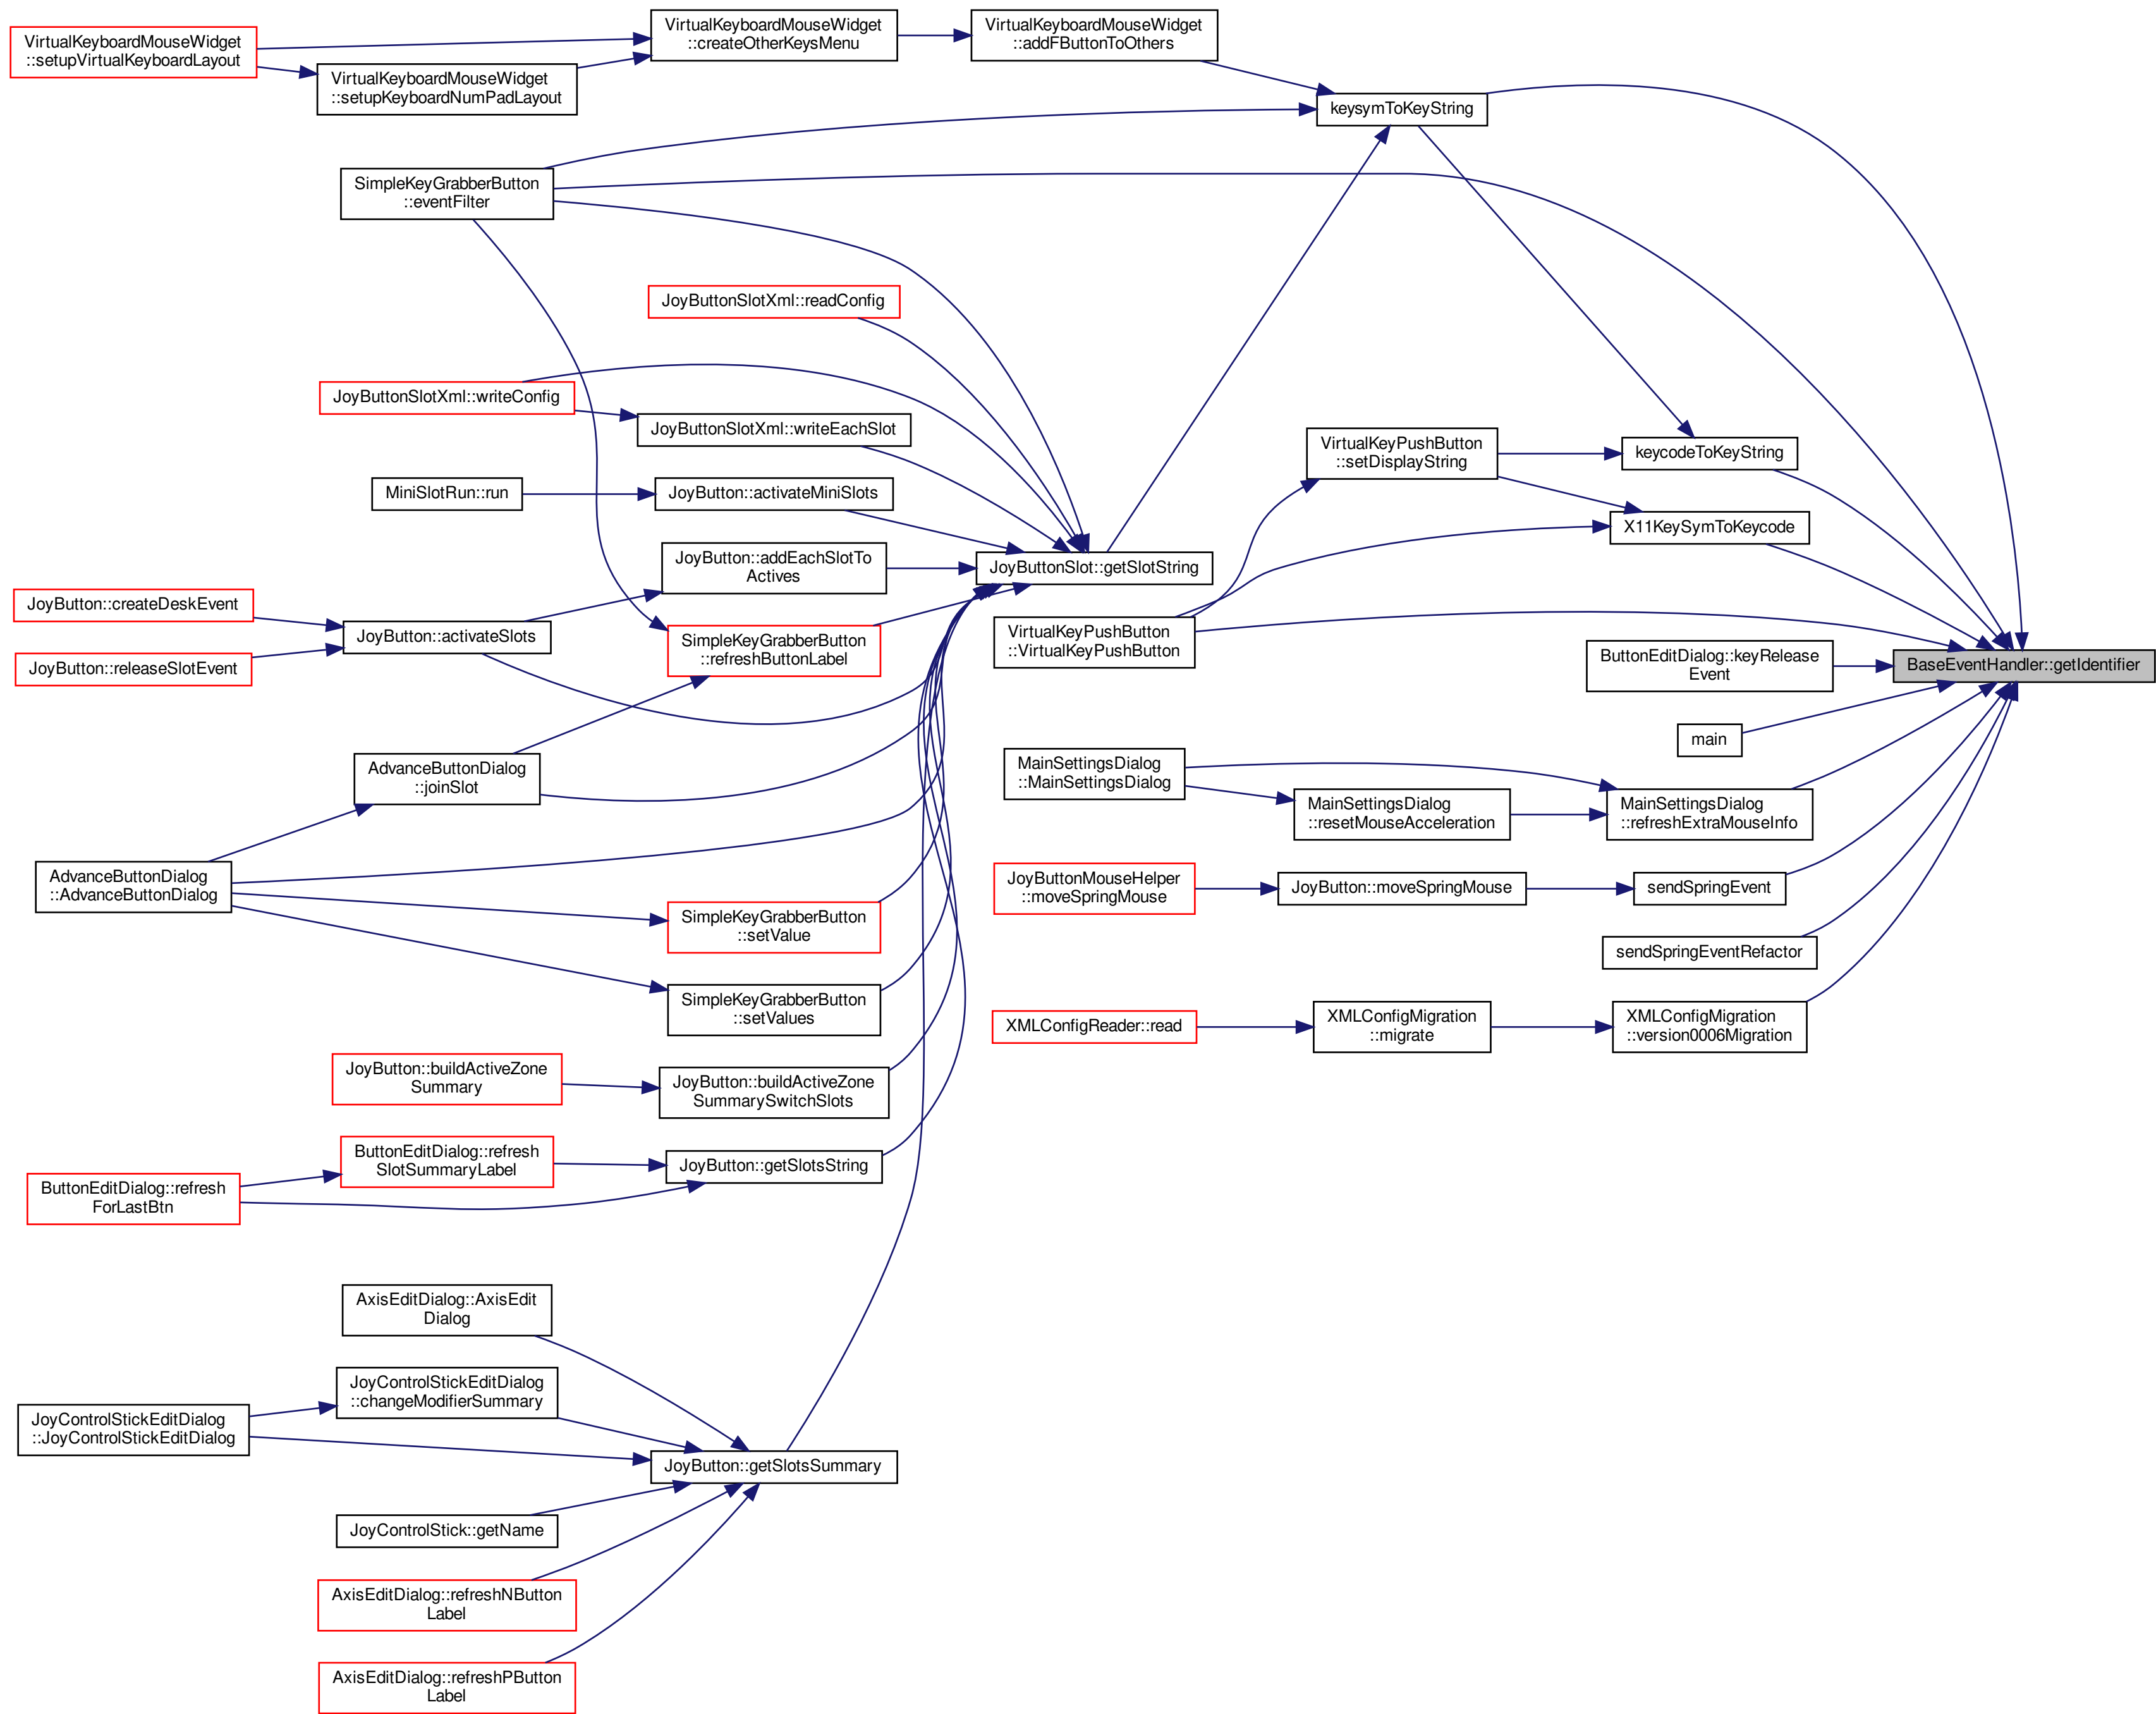 VirtualKeyboardMouseWidget
::setupVirtualKeyboardLayout
VirtualKeyboardMouseWidget
::setupKeyboardNumPadLayout
VirtualKeyboardMouseWidget
::createOtherKeysMenu
VirtualKeyboardMouseWidget
::addFButtonToOthers
keysymToKeyString
SimpleKeyGrabberButton
::eventFilter
JoyButtonSlotXml::readConfig
JoyButtonSlotXml::writeConfig
JoyButtonSlotXml::writeEachSlot
MiniSlotRun::run
JoyButton::activateMiniSlots
JoyButton::addEachSlotTo
Actives
JoyButtonSlot::getSlotString
VirtualKeyPushButton
::setDisplayString
keycodeToKeyString
X11KeySymToKeycode
JoyButton::createDeskEvent
JoyButton::releaseSlotEvent
JoyButton::activateSlots
SimpleKeyGrabberButton
::refreshButtonLabel
VirtualKeyPushButton
::VirtualKeyPushButton
ButtonEditDialog::keyRelease
Event
BaseEventHandler::getIdentifier
main
AdvanceButtonDialog
::joinSlot
MainSettingsDialog
::MainSettingsDialog
MainSettingsDialog
::resetMouseAcceleration
MainSettingsDialog
::refreshExtraMouseInfo
AdvanceButtonDialog
::AdvanceButtonDialog
JoyButtonMouseHelper
::moveSpringMouse
JoyButton::moveSpringMouse
sendSpringEvent
SimpleKeyGrabberButton
::setValue
sendSpringEventRefactor
SimpleKeyGrabberButton
::setValues
XMLConfigReader::read
XMLConfigMigration
::migrate
XMLConfigMigration
::version0006Migration
JoyButton::buildActiveZone
Summary
JoyButton::buildActiveZone
SummarySwitchSlots
ButtonEditDialog::refresh
SlotSummaryLabel
JoyButton::getSlotsString
ButtonEditDialog::refresh
ForLastBtn
AxisEditDialog::AxisEdit
Dialog
JoyControlStickEditDialog
::changeModifierSummary
JoyControlStickEditDialog
::JoyControlStickEditDialog
JoyButton::getSlotsSummary
JoyControlStick::getName
AxisEditDialog::refreshNButton
Label
AxisEditDialog::refreshPButton
Label